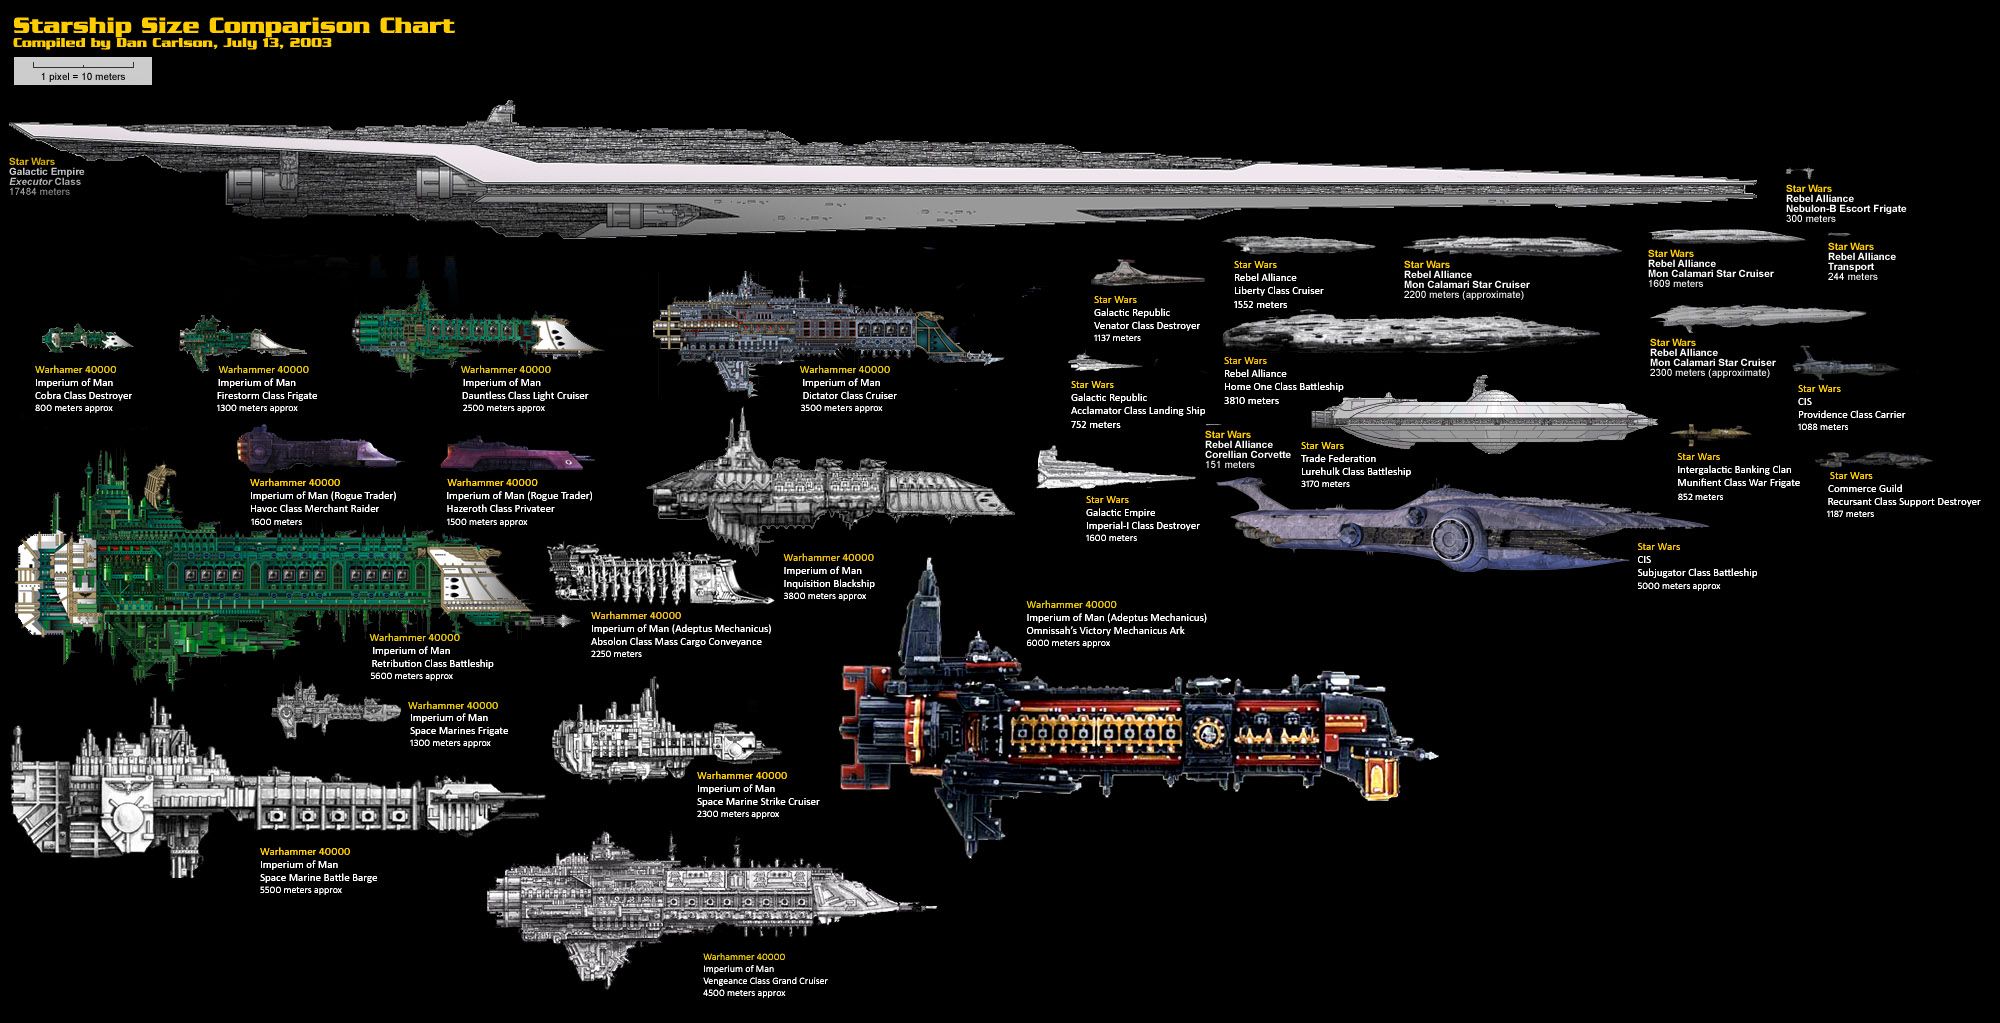 Starship Size Comparison Chart
Compiled by Dan Carlson, July 13, 2003
1 pixel = 10 meters
Star Wars
Galactic Empire
Executor Class
17484 meters
Star Wars
Rebel Alliance
Nebulon-B Escort Frigate
300 meters
Star Wars
Rebel Alliance
Liberty Class Cruiser
1552 meters
Star Wars
Rebel Alliance
Mon Calamari Star Cruiser
2200 meters (approximate)
Star Wars
Rebel Alliance
Mon Calamari Star Cruiser
1609 meters
Star Wars
Rebel Alliance
Transport
244 meters
Star Wars
Galactic Republic
Venator Class Destroyer
1137 meters
Star Wars
Rebel Alliance
Home One Class Battleship
3810 meters
Star Wars
Rebel Alliance
Mon Calamari Star Cruiser
2300 meters (approximate)
Star Wars
CIS
Providence Class Carrier
1088 meters
Warhammer 40000
Imperium of Man
Cobra Class Destroyer
800 meters approx
Warhammer 40000
Imperium of Man
Firestorm Class Frigate
1300 meters approx
Warhammer 40000
Imperium of Man
Dauntless Class Light Cruiser
2500 meters approx
Warhammer 40000
Imperium of Man
Dictator Class Cruiser
3500 meters approx
Star Wars
Galactic Republic
Acclamator Class Landing Ship
752 meters
Star Wars
Rebel Alliance
Corellian Corvette
151 meters
Star Wars
Trade Federation
Lurehulk Class Battleship
3170 meters
Star Wars
Intergalactic Banking Clan
Munifient Class War Frigate
852 meters
Star Wars
Commerce Guild
Recursant Class Support Destroyer
1187 meters
Warhammer 40000
Imperium of Man (Rogue Trader)
Havoc Class Merchant Raider
1600 meters
Warhammer 40000
Imperium of Man (Rogue Trader)
Hazeroth Class Privateer
1500 meters approx
Star Wars
Galactic Empire
Imperial-I Class Destroyer
1600 meters
Star Wars
CIS
Subjugator Class Battleship
5000 meters approx
Warhammer 40000
Imperium of Man
Inquisition Blackship
3800 meters approx
Warhammer 40000
Imperium of Man (Adeptus Mechanicus)
Absolon Class Mass Cargo Conveyance
2250 meters
Warhammer 40000
Imperium of Man (Adeptus Mechanicus)
Omnissah's Victory Mechanicus Ark
6000 meters approx
Warhammer 40000
Imperium of Man
Retribution Class Battleship
5600 meters approx
Warhammer 40000
Imperium of Man
Space Marines Frigate
1300 meters approx
Warhammer 40000
Imperium of Man
Space Marine Strike Cruiser
2300 meters approx
Warhammer 40000
Imperium of Man
Space Marine Battle Barge
5500 meters approx
Warhammer 40000
Imperium of Man
Vengeance Class Grand Cruiser
4500 meters approx